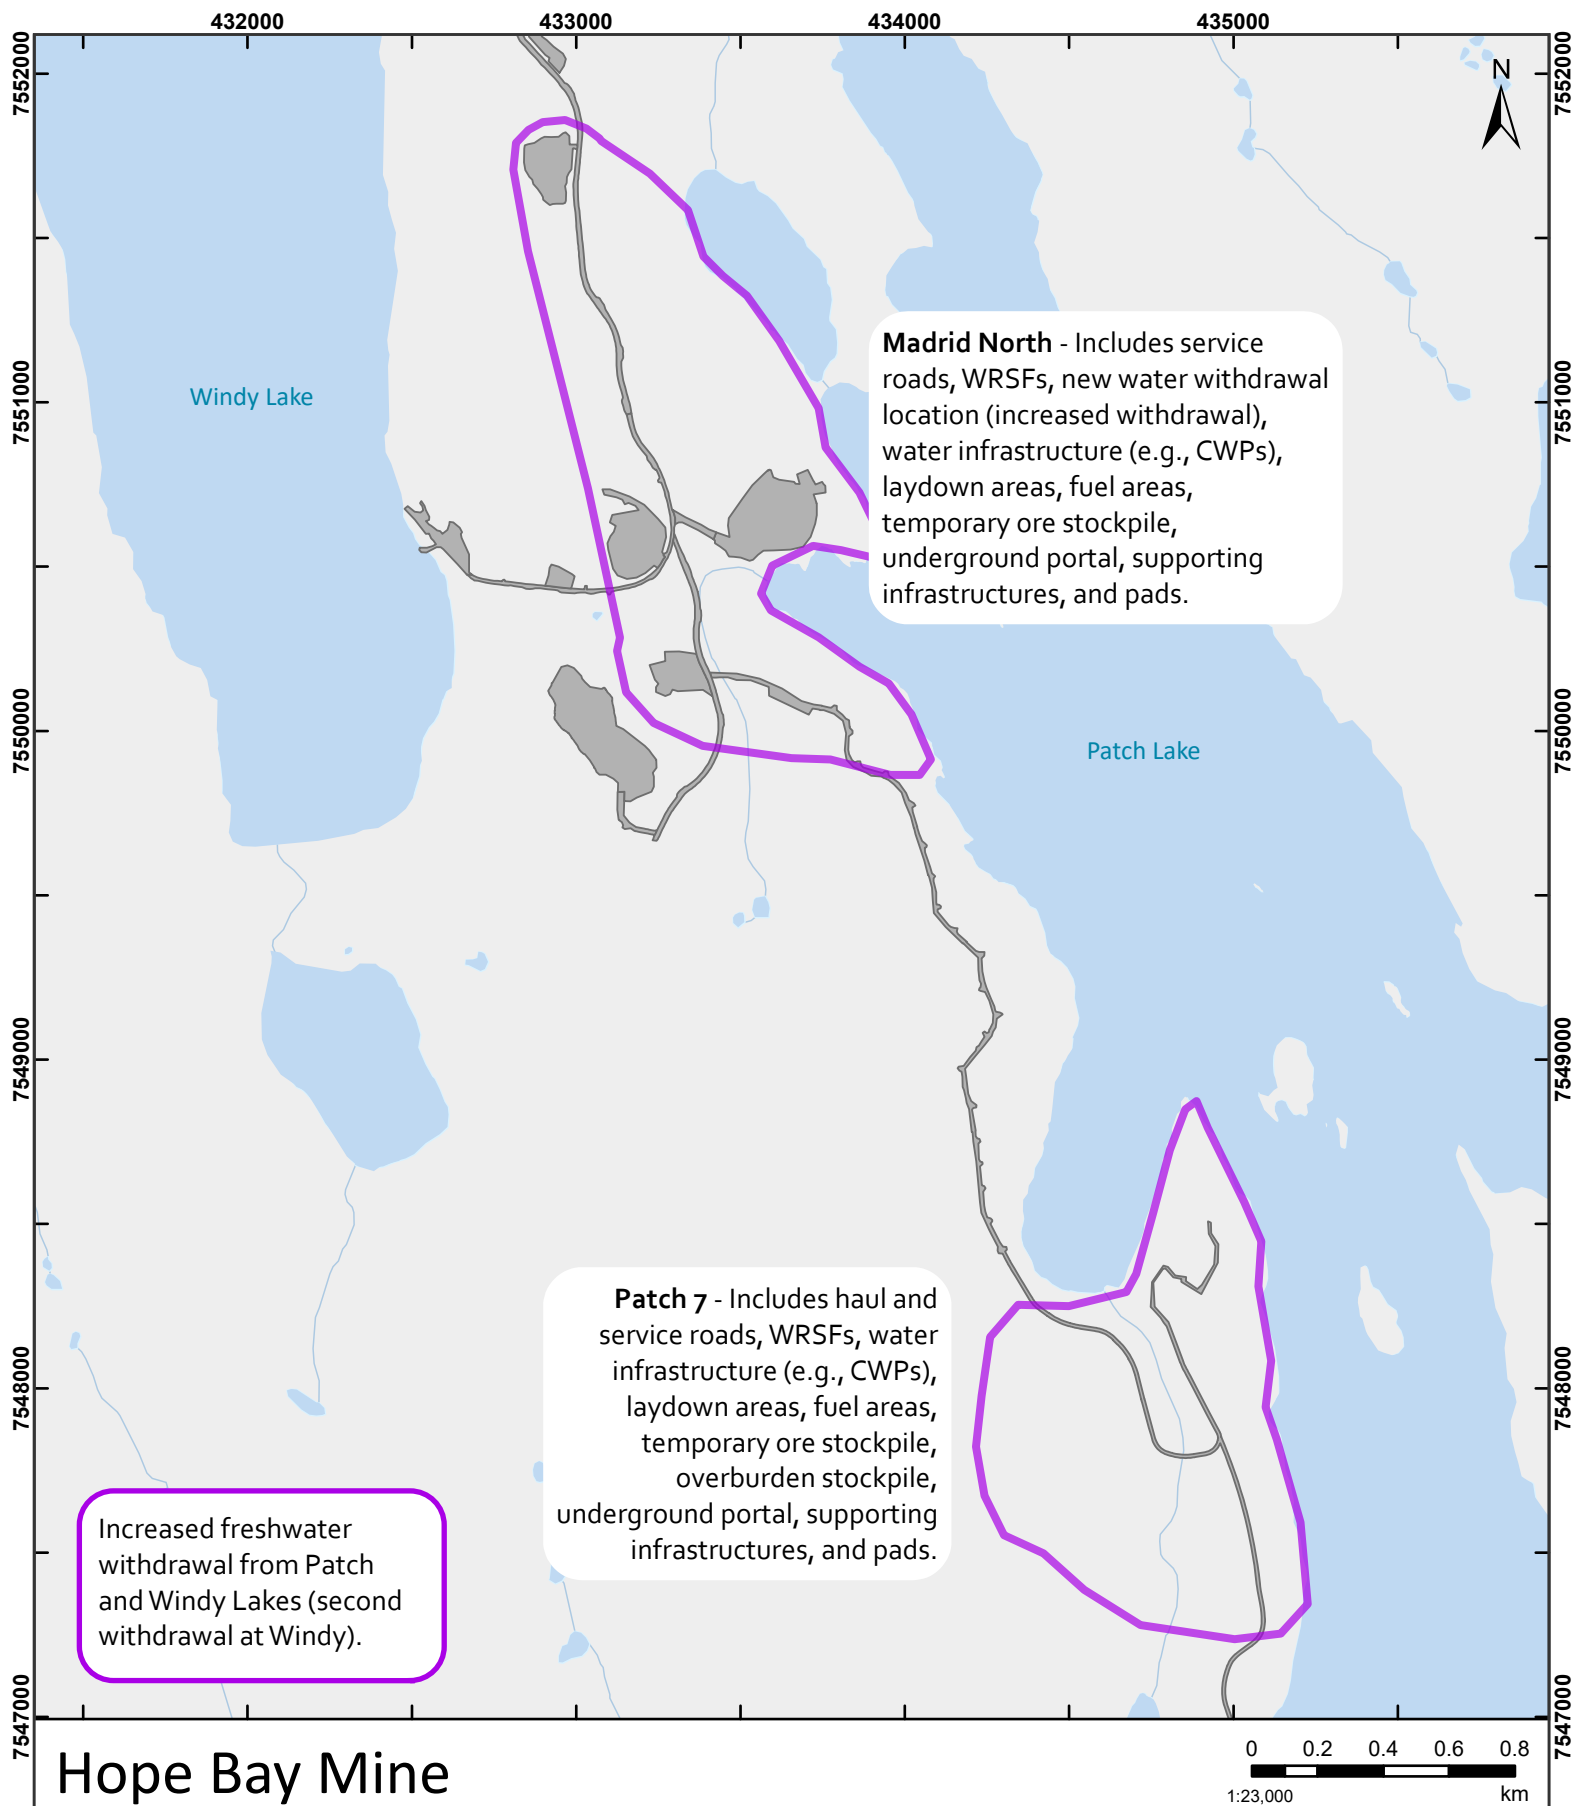 432000
433000
434000
435000
7552000
7552000
N
Madrid North - Includes service
roads, WRSFs, new water withdrawal
location (increased withdrawal),
water infrastructure (e.g., CWPs),
laydown areas, fuel areas,
temporary ore stockpile,
underground portal, supporting
infrastructures, and pads.
Windy Lake
7551000
7551000
7550000
Patch Lake
7550000
7549000
7549000
Patch 7 - Includes haul and
service roads, WRSFs, water
infrastructure (e.g., CWPs),
laydown areas, fuel areas,
temporary ore stockpile,
overburden stockpile,
underground portal, supporting
infrastructures, and pads.
7548000
7548000
Increased freshwater
withdrawal from Patch
and Windy Lakes (second
withdrawal at Windy).
7547000
7547000
Hope Bay Mine
0 0.2 0.4 0.6 0.8
1:23,000 km